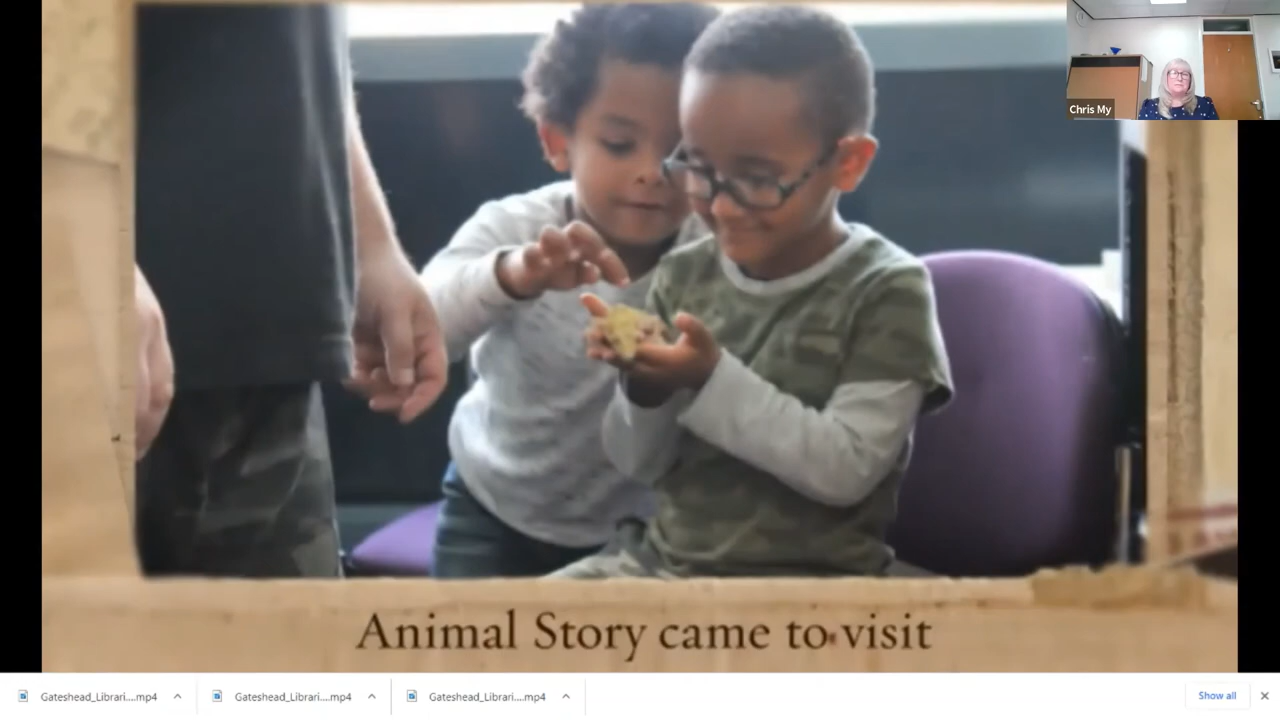 Chris My
Animal Story came to visit
Gateshead_Librari....mp4
Gateshead_Librari....mp4
Gateshead_Librari....mp4
Show all